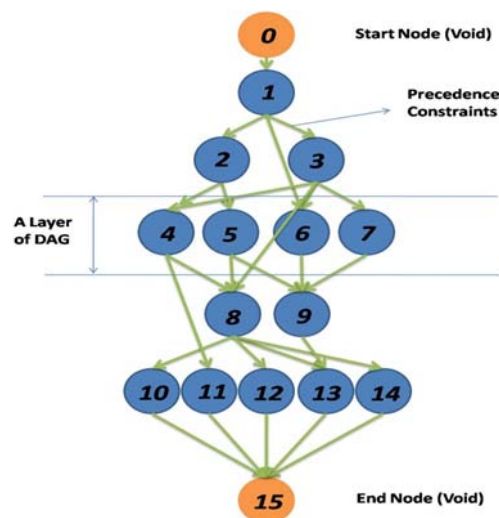 0
Start Node (Void)
1
Precedence
Constraints
2 3
A Layer
of DAG
4 5 6 7
8 9
10 11 12 13 14
15
End Node (Void)